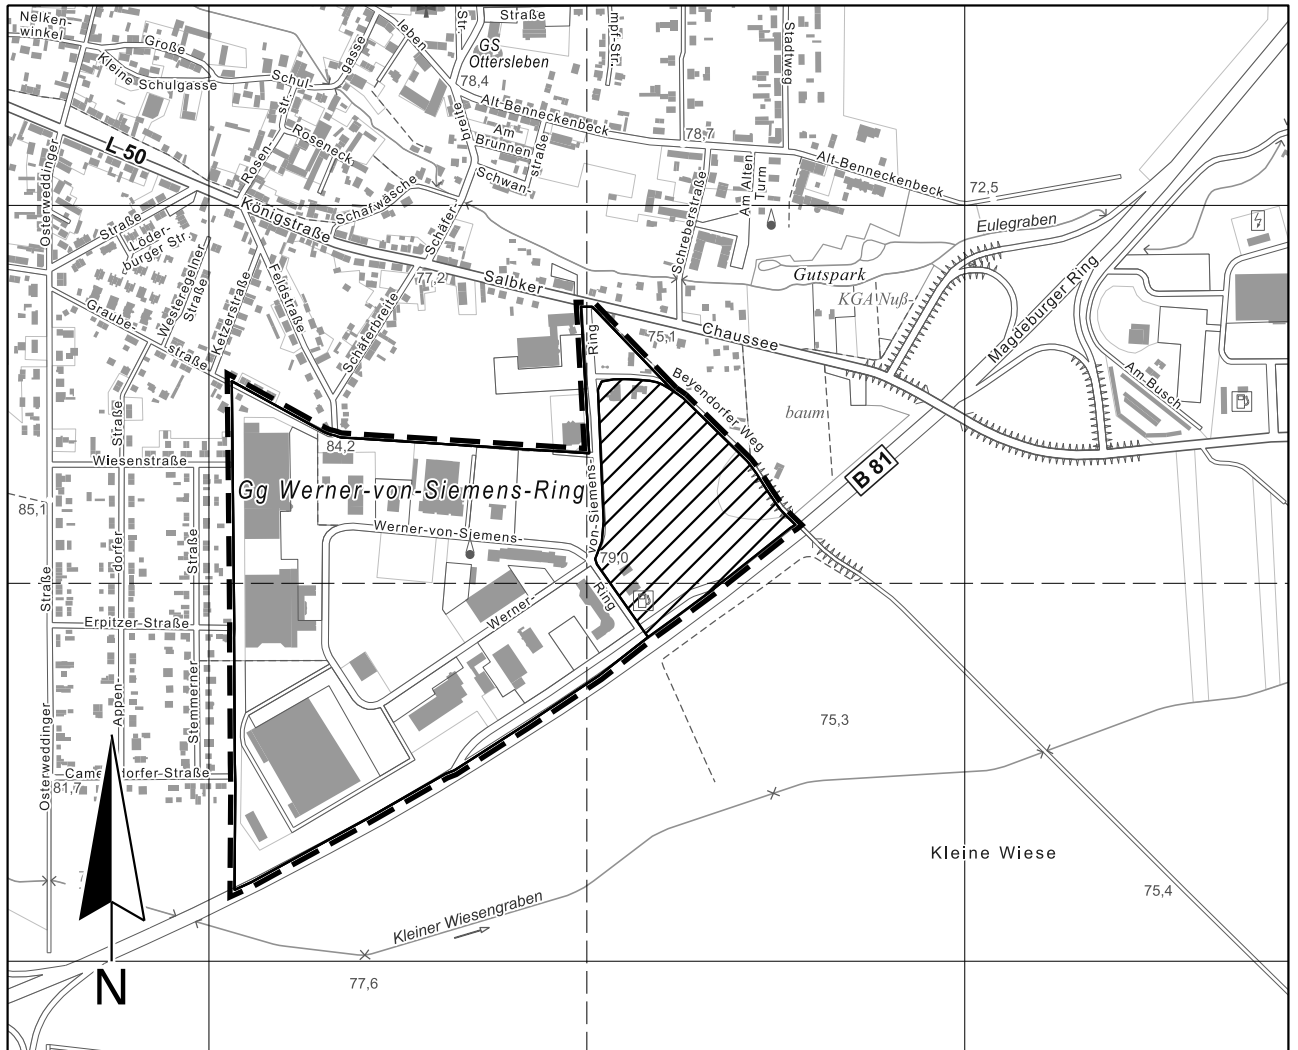 Nelken-
winkel
Große
Kleine
Schulgasse
Schul-
str.
gasse
leben
Str.
Straße
GS
Ottersleben
78,4
mpf-Str.
Stadtweg
Alt-Benneckenbeck
78,7
Alt-Benneckenbeck
72,5
L 50
Rosen-
Roseneck
breite
Am
Brunnen
Schwan-
straße
Schäfer-
Schafwäsche
Königstraße
Osterweddinger
Straße
Löder-
burger Str.
Westeregelner
Straße
Ketzerstraße
Feldstraße
Graube-
straße
Schäferbreite
77,2
Salbker
Chaussee
Schreberstraße
Am Alten
Turm
Gutspark
Eulegraben
KGA Nuß-
baum
Magdeburger Ring
Am Busch
B 81
75,1
Beyendorfer Weg
Ring
von-Siemens-
84,2
Gg Werner-von-Siemens-Ring
Werner-von-Siemens
79,0
Ring
Werner-
Wiesenstraße
85,1
Straße
Appen-
dorfer
Straße
Stemmerner
Straße
Erpitzer Straße
Osterweddinger
81,7
75,3
Kleine Wiese
75,4
Kleiner Wiesengraben
77,6
N